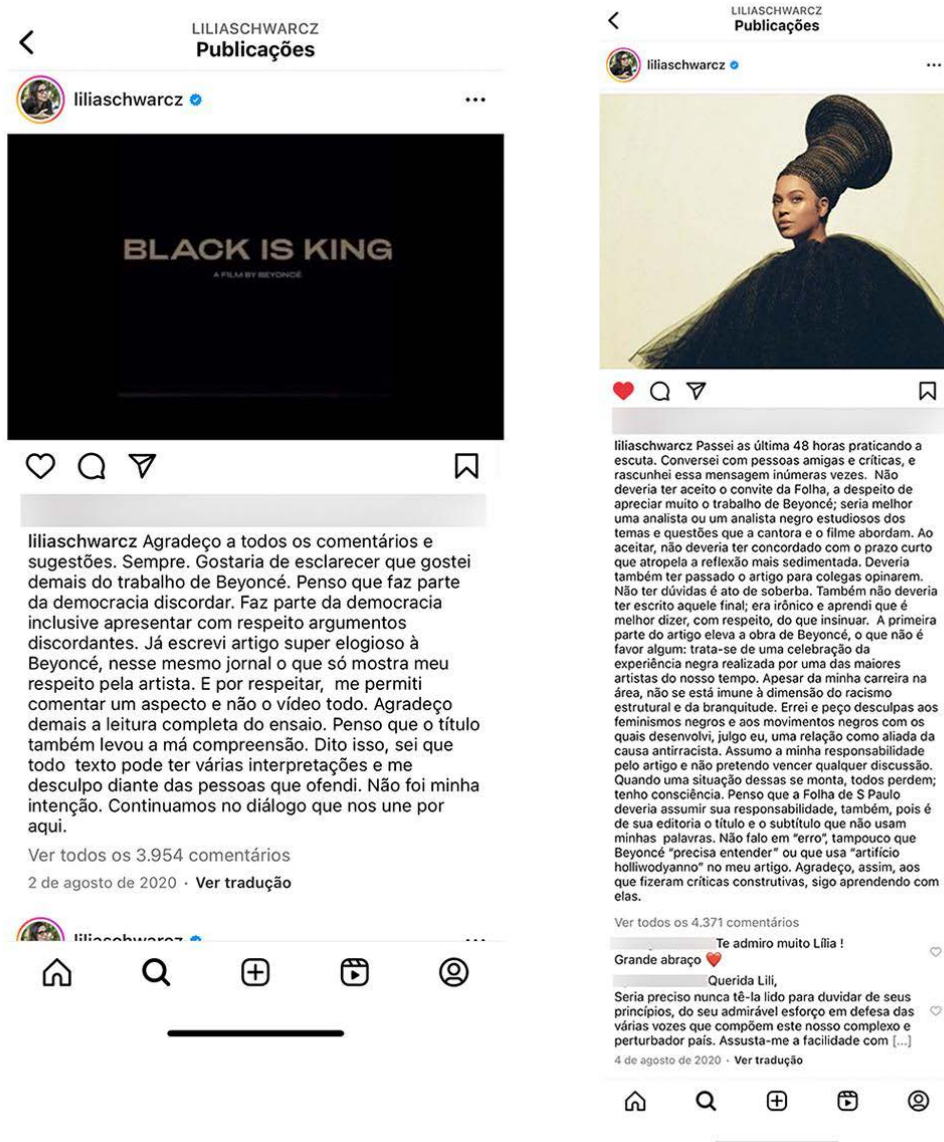 LILIASCHWARCZ
Publicações
liliaschwarcz
BLACK IS KING
A FILM BY BEYONCÉ
liliaschwarcz Agradeço a todos os comentários e
sugestões. Sempre. Gostaria de esclarecer que gostei
demais do trabalho de Beyoncé. Penso que faz parte
da democracia discordar. Faz parte da democracia
inclusive apresentar com respeito argumentos
discordantes. Já escrevi artigo super elogioso à
Beyoncé, nesse mesmo jornal o que só mostra meu
respeito pela artista. E por respeitar, me permiti
comentar um aspecto e não o vídeo todo. Agradeço
demais a leitura completa do ensaio. Penso que o título
também levou a má compreensão. Dito isso, sei que
todo texto pode ter várias interpretações e me
desculpo diante das pessoas que ofendi. Não foi minha
intenção. Continuamos no diálogo que nos une por
aqui.
Ver todos os 3.954 comentários
2 de agosto de 2020 · Ver tradução
liliaschwarcz
LILIASCHWARCZ
Publicações
liliaschwarcz
liliaschwarcz Passei as última 48 horas praticando a
escuta. Conversei com pessoas amigas e críticas, e
rascunhei essa mensagem inúmeras vezes. Não
deveria ter aceito o convite da Folha, a despeito de
apreciar muito o trabalho de Beyoncé; seria melhor
uma analista ou um analista negro estudiosos dos
temas e questões que a cantora e o filme abordam. Ao
aceitar, não deveria ter concordado com o prazo curto
que atropela a reflexão mais sedimentada. Deveria
também ter passado o artigo para colegas opinarem.
Não ter dúvidas é ato de soberba. Também não deveria
ter escrito aquele final; era irônico e aprendi que é
melhor dizer, com respeito, do que insinuar. A primeira
parte do artigo eleva a obra de Beyoncé, o que não é
favor algum: trata-se de uma celebração da
experiência negra realizada por uma das maiores
artistas do nosso tempo. Apesar da minha carreira na
área, não se está imune à dimensão do racismo
estrutural e da branquitude. Errei e peço desculpas aos
feminismos negros e aos movimentos negros com os
quais desenvolvi, julgo eu, uma relação como aliada da
causa antirracista. Assumo a minha responsabilidade
pelo artigo e não pretendo vencer qualquer discussão.
Quando uma situação dessas se monta, todos perdem;
tenho consciência. Penso que a Folha de S Paulo
deveria assumir sua responsabilidade, também, pois é
de sua editoria o título e o subtítulo que não usam
minhas palavras. Não falo em "erro", tampouco que
Beyoncé "precisa entender" ou que usa "artifício
holliwodyanno" no meu artigo. Agradeço, assim, aos
que fizeram críticas construtivas, sigo aprendendo com
elas.
Ver todos os 4.371 comentários
Te admiro muito Lília !
Grande abraço
Querida Lili,
Seria preciso nunca tê-la lido para duvidar de seus
princípios, do seu admirável esforço em defesa das
várias vozes que compõem este nosso complexo e
perturbador país. Assusta-me a facilidade com [...]
4 de agosto de 2020 · Ver tradução